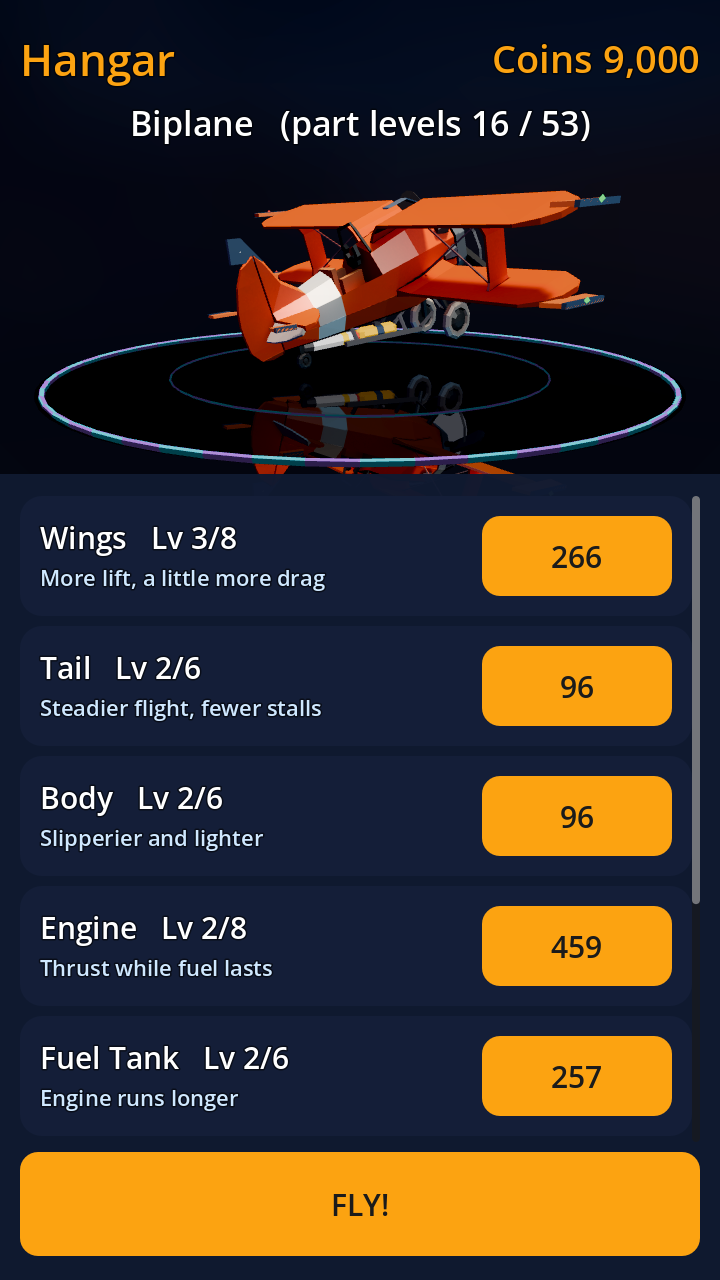 Hangar
Coins 9,000
Biplane (part levels 16 / 53)
Wings Lv 3/8
More lift, a little more drag
266
Tail Lv 2/6
Steadier flight, fewer stalls
96
Body Lv 2/6
Slipperier and lighter
96
Engine Lv 2/8
Thrust while fuel lasts
459
Fuel Tank Lv 2/6
Engine runs longer
257
FLY!